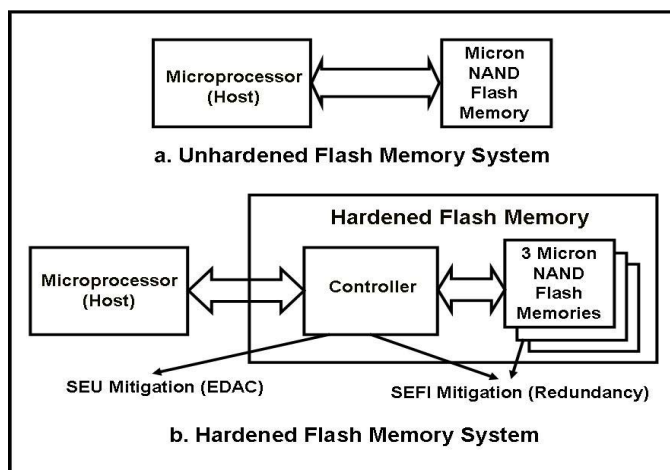 Microprocessor
(Host)
Micron
NAND
Flash
Memory
a. Unhardened Flash Memory System
Hardened Flash Memory
Microprocessor
(Host)
Controller
3 Micron
NAND
Flash
Memories
SEU Mitigation (EDAC)
SEFI Mitigation (Redundancy)
b. Hardened Flash Memory System